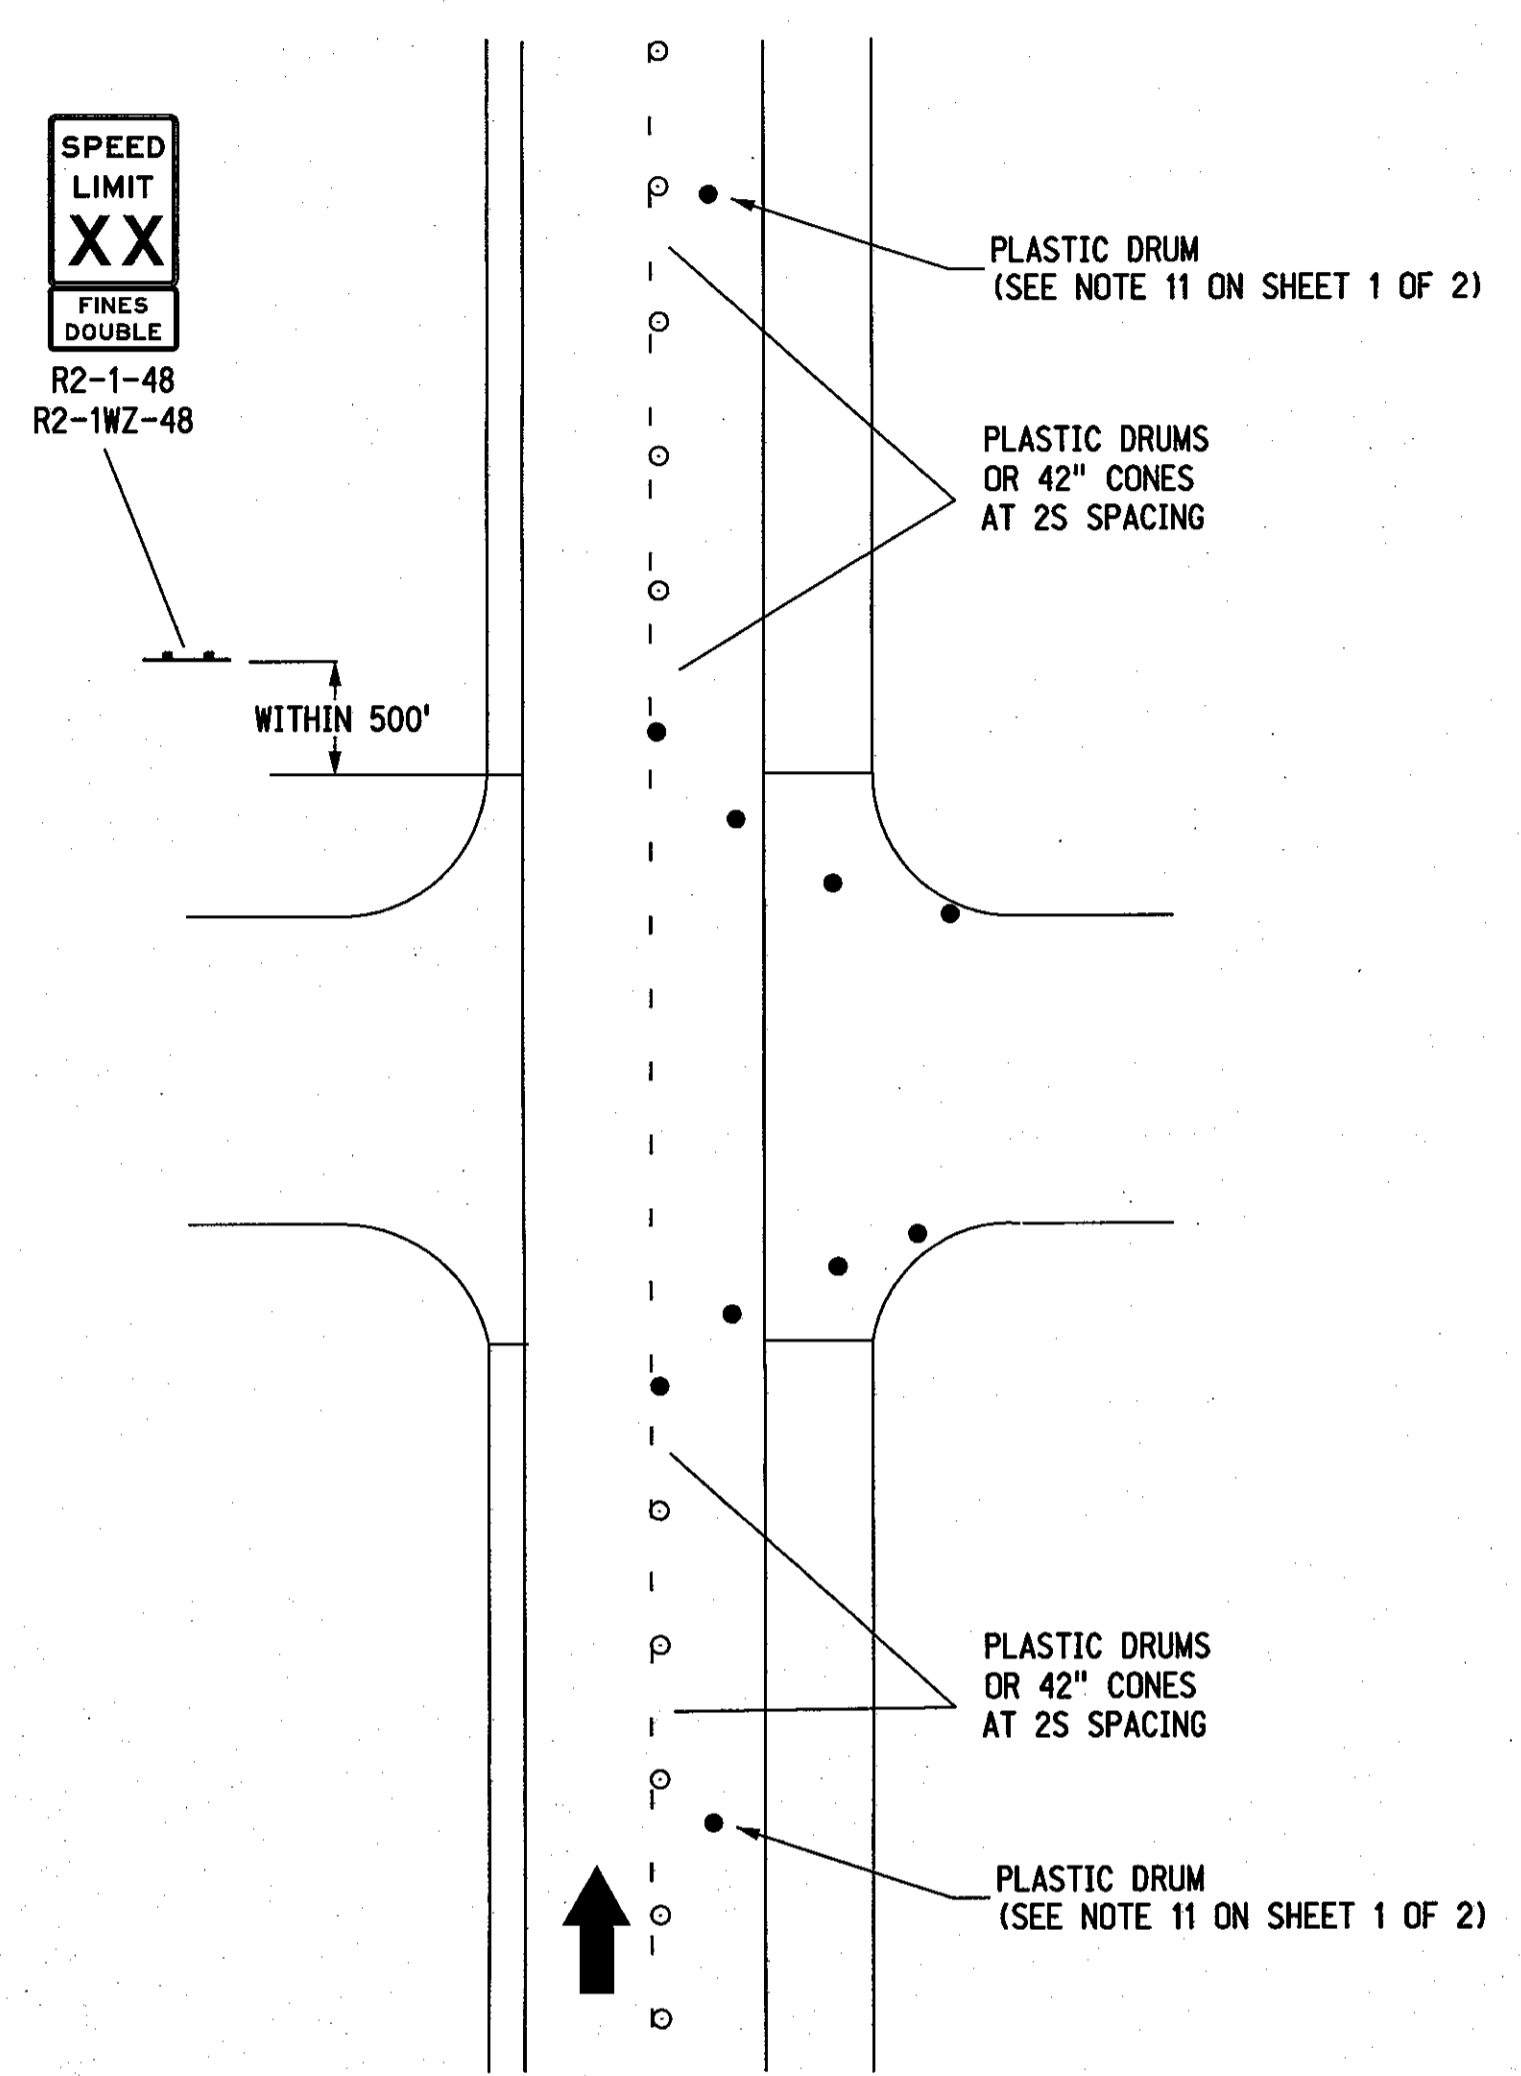 SPEED
LIMIT
XX
FINES
DOUBLE
R2-1-48
R2-1WZ-48
WITHIN 500'
PLASTIC DRUM
(SEE NOTE 11 ON SHEET 1 OF 2)
PLASTIC DRUMS
OR 42" CONES
AT 2S SPACING
PLASTIC DRUMS
OR 42" CONES
AT 2S SPACING
PLASTIC DRUM
(SEE NOTE 11 ON SHEET 1 OF 2)